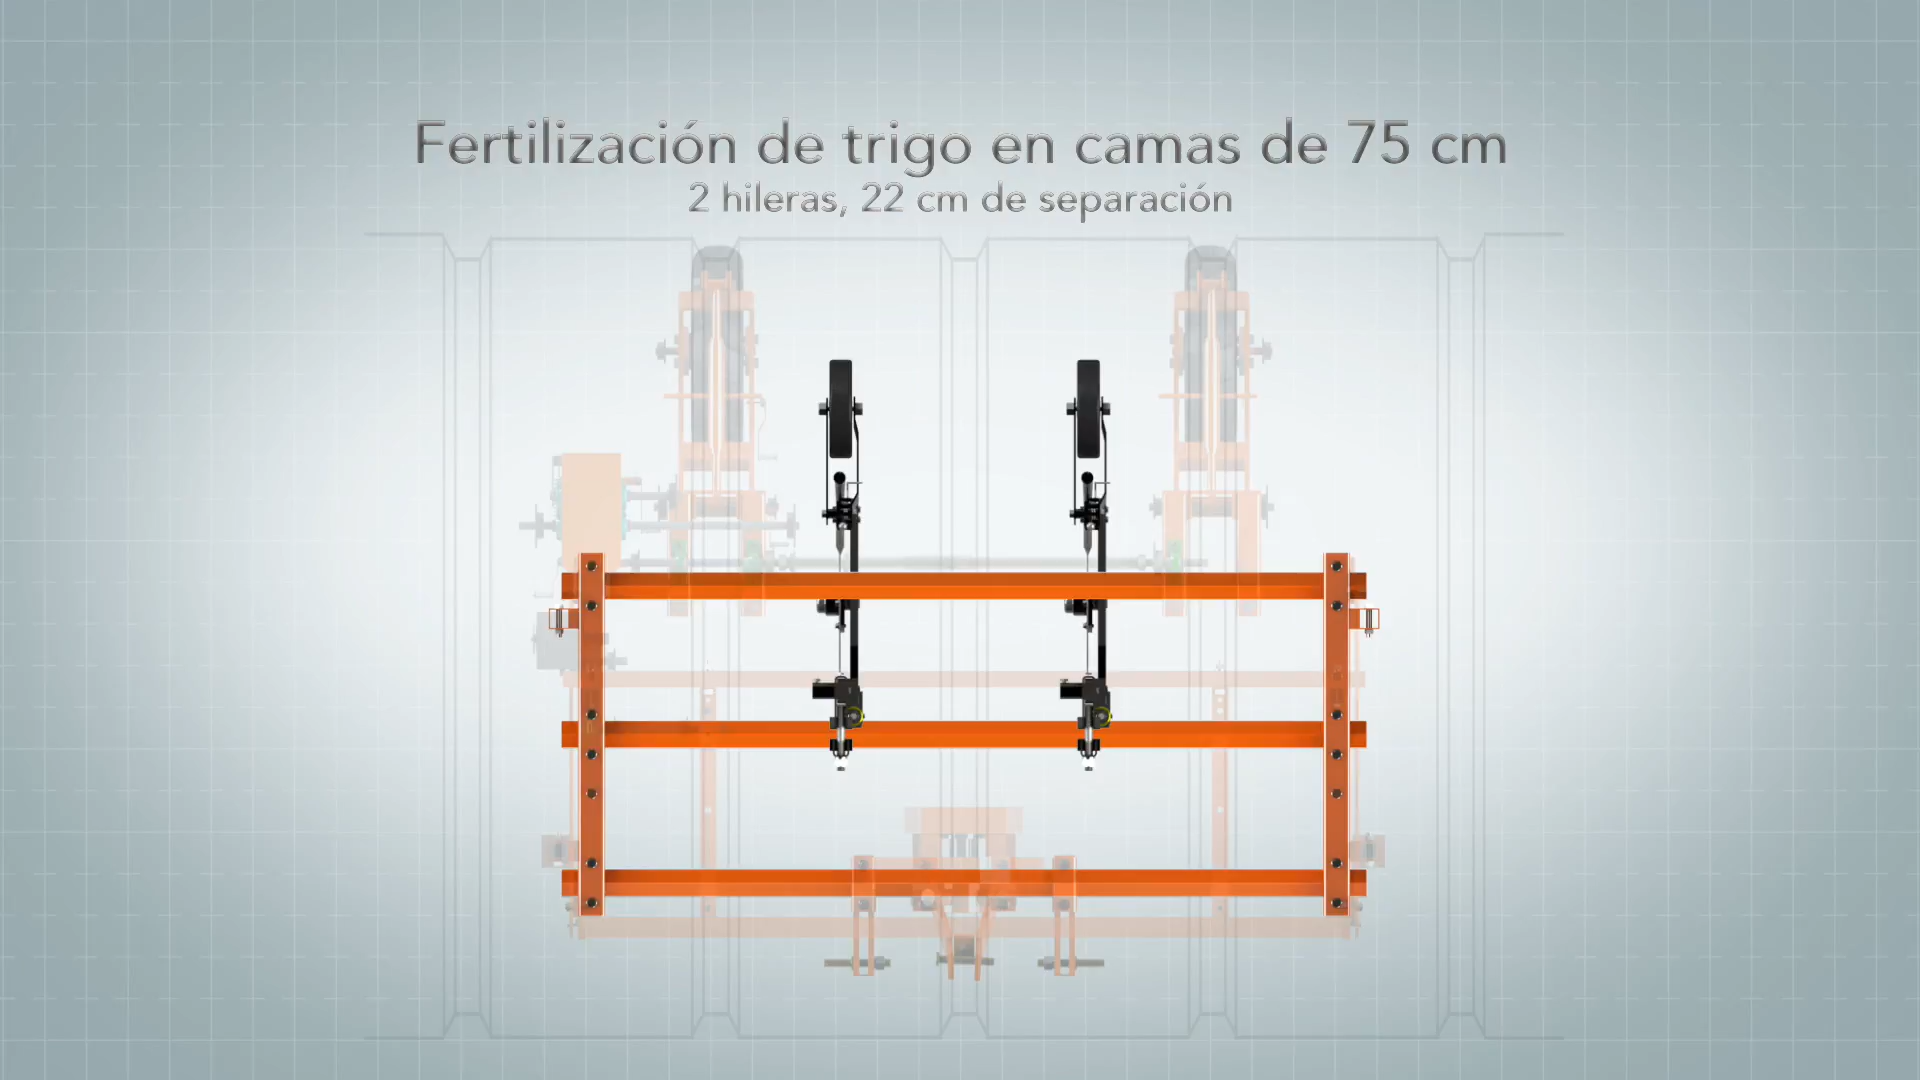 Fertilización de trigo en camas de 75 cm
2 hileras, 22 cm de separación